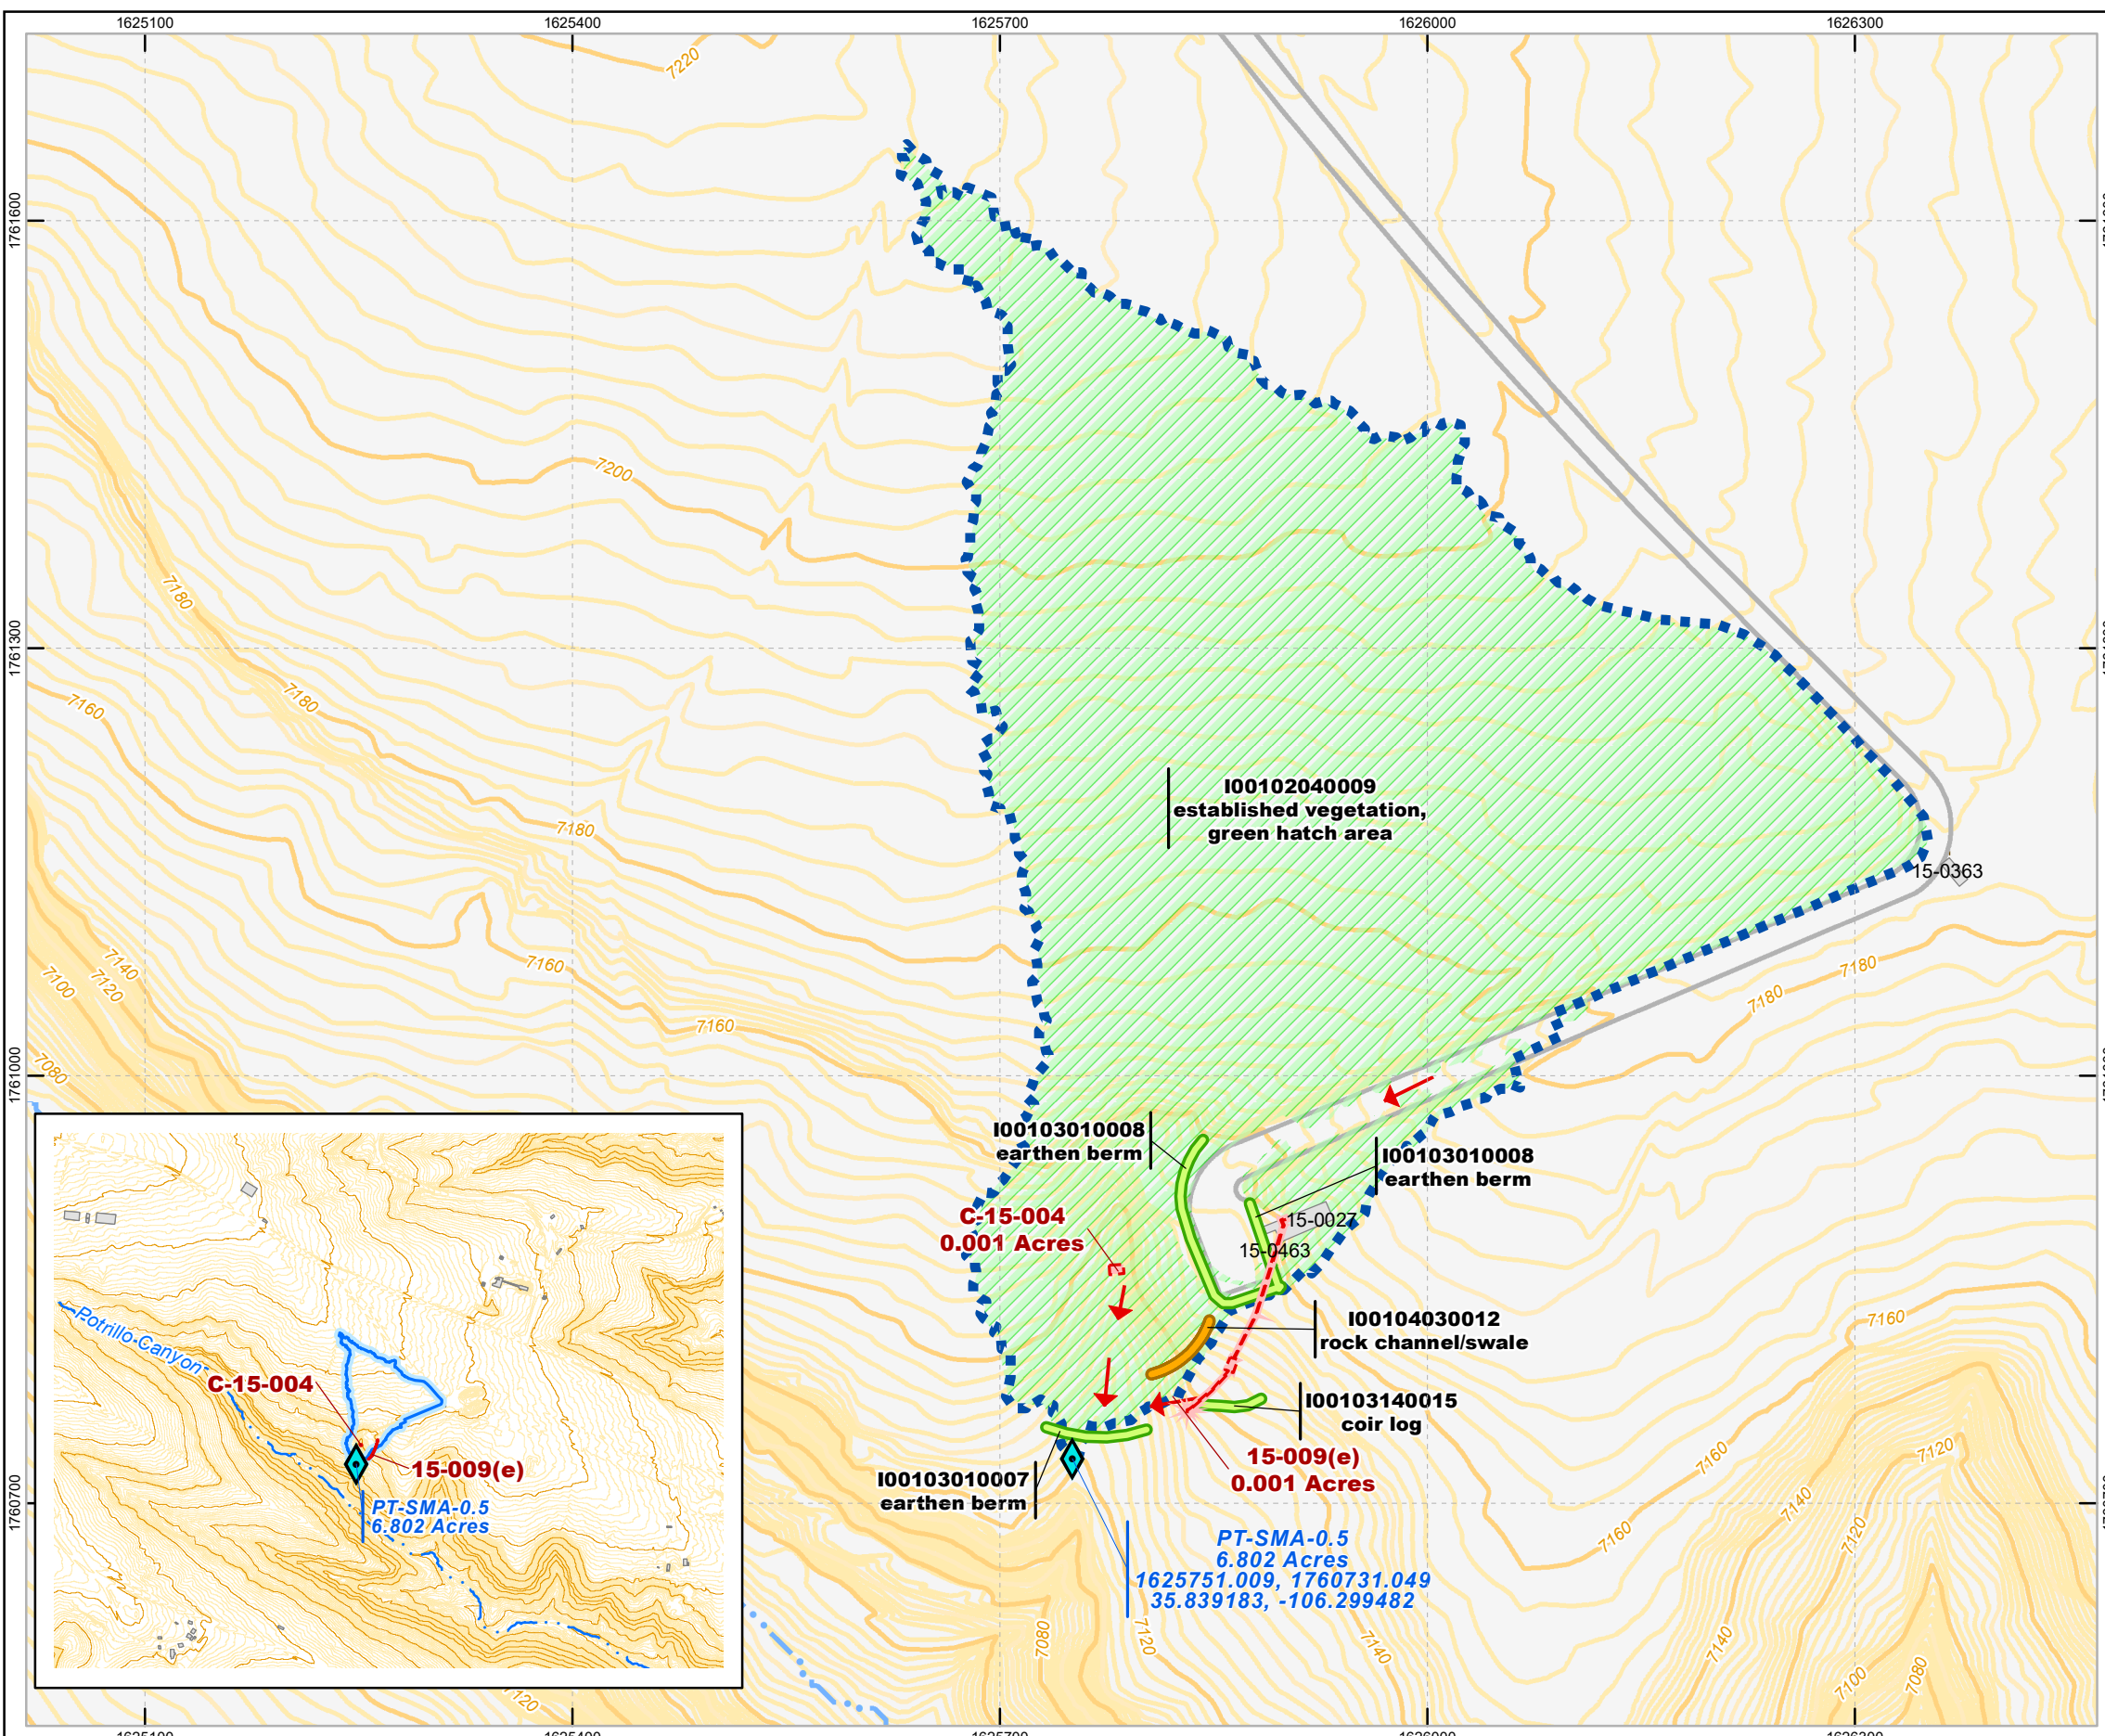 1625100
1625400
1625700
1626000
1626300
7220
1761600
7200
7180
1761300
7180
7160
I00102040009
established vegetation,
green hatch area
7180
15-0363
7140
7100
7120
7160
7180
7180
7160
1761000
7080
I00103010008
earthen berm
I00103010008
earthen berm
C-15-004
0.001 Acres
15-0027
15-0463
I00104030012
rock channel/swale
7160
I00103140015
coir log
15-009(e)
0.001 Acres
7160
7120
I00103010007
earthen berm
1760700
7140
7120
7160
PT-SMA-0.5
6.802 Acres
1625751.009, 1760731.049
35.839183, -106.299482
7080
7120
7140
7140
7100
7080
7120
Potrillo Canyon
C-15-004
15-009(e)
PT-SMA-0.5
6.802 Acres